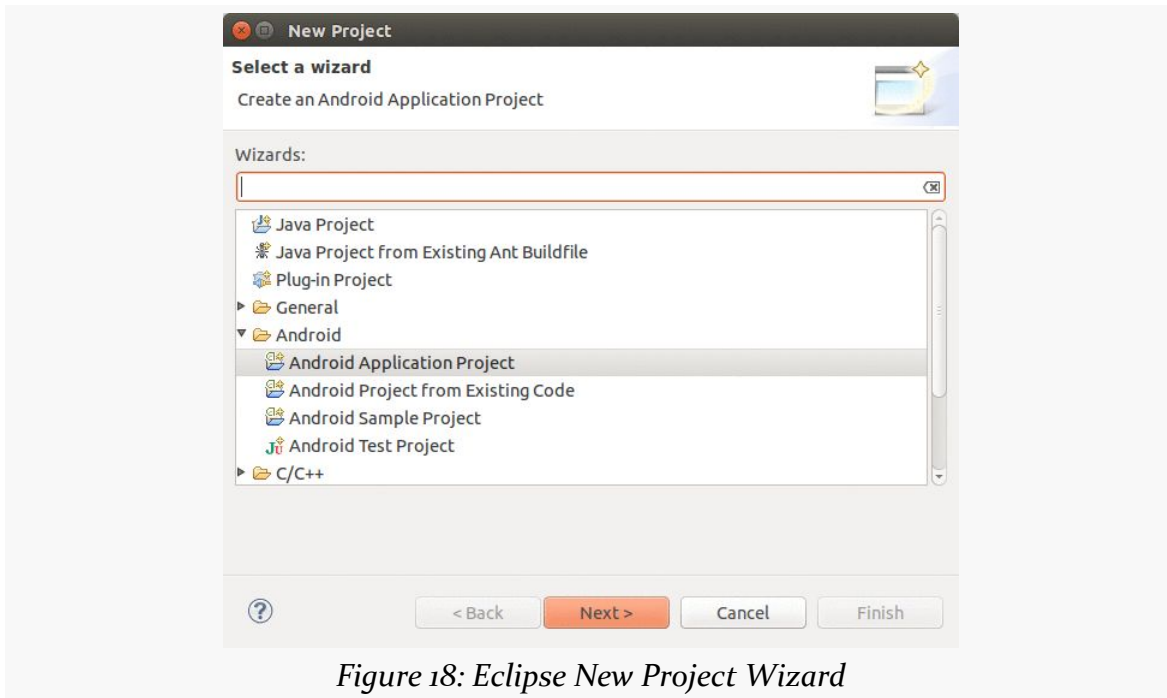 New Project
Select a wizard
Create an Android Application Project
Wizards:
Java Project
Java Project from Existing Ant Buildfile
Plug-in Project
General
Android
Android Application Project
Android Project from Existing Code
Android Sample Project
Android Test Project
C/C++
< Back Next > Cancel Finish
Figure 18: Eclipse New Project Wizard